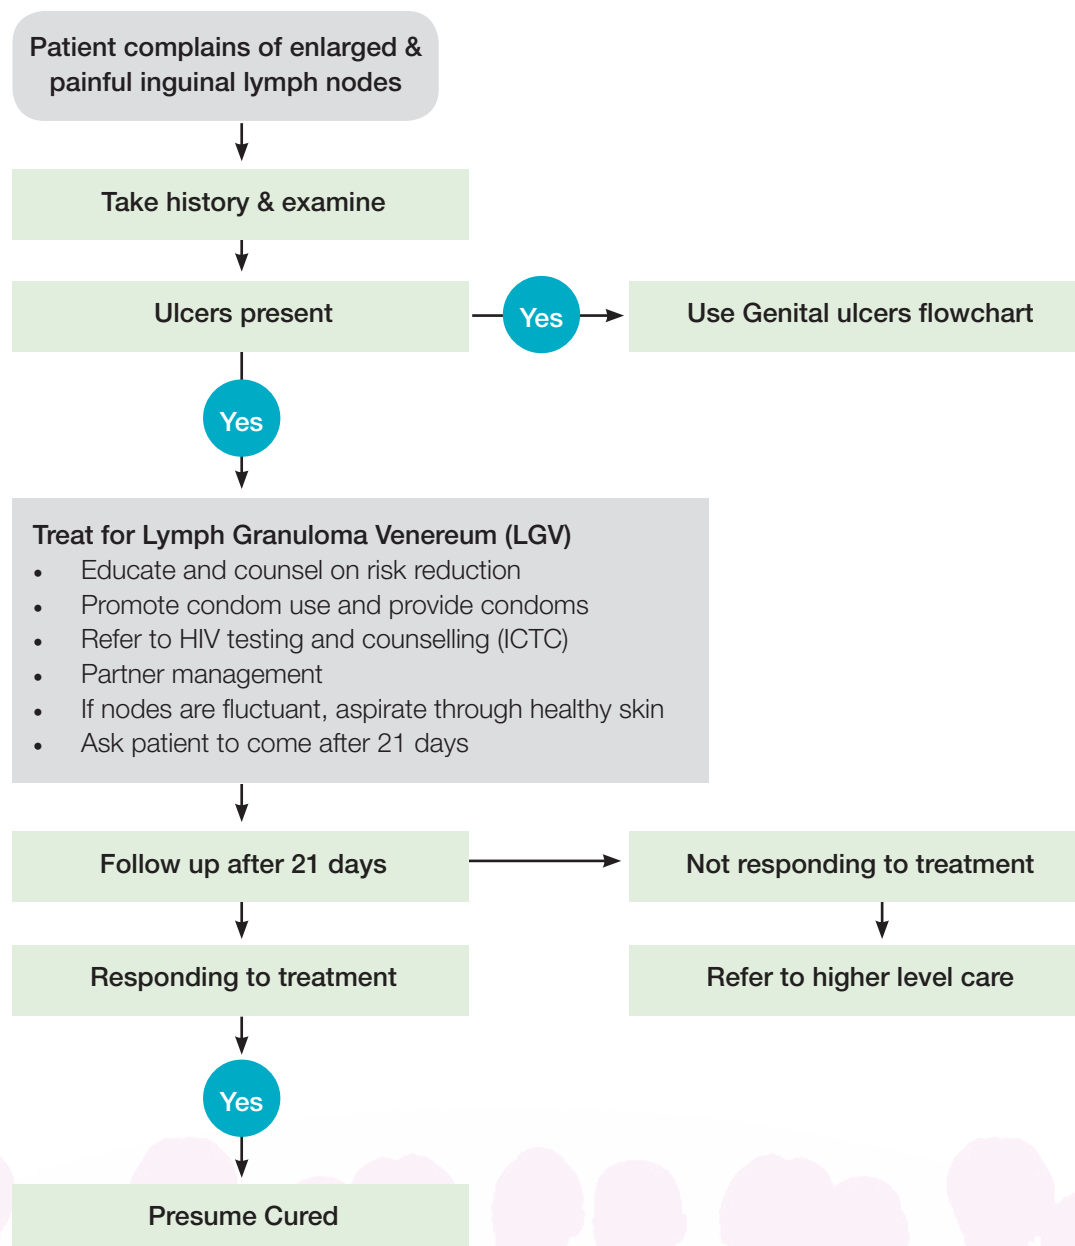 Patient complains of enlarged &
painful inguinal lymph nodes
Take history & examine
Ulcers present
Yes
Use Genital ulcers flowchart
Yes
Treat for Lymph Granuloma Venereum (LGV)
• Educate and counsel on risk reduction
• Promote condom use and provide condoms
• Refer to HIV testing and counselling (ICTC)
• Partner management
• If nodes are fluctuant, aspirate through healthy skin
• Ask patient to come after 21 days
Follow up after 21 days
Not responding to treatment
Responding to treatment
Refer to higher level care
Yes
Presume Cured